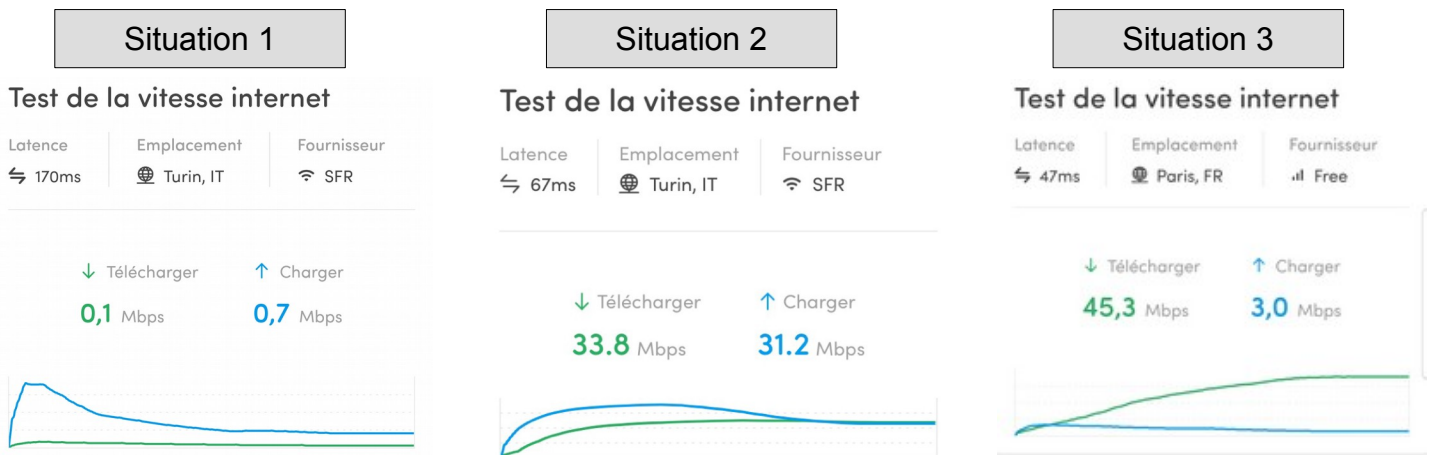 Situation 1
Test de la vitesse internet
Latence Emplacement Fournisseur
170ms Turin, IT SFR
Télécharger Charger
0,1 Mbps 0,7 Mbps
Situation 2
Test de la vitesse internet
Latence Emplacement Fournisseur
67ms Turin, IT SFR
Télécharger Charger
33.8 Mbps 31.2 Mbps
Situation 3
Test de la vitesse internet
Latence Emplacement Fournisseur
47ms Paris, FR Free
Télécharger Charger
45,3 Mbps 3,0 Mbps